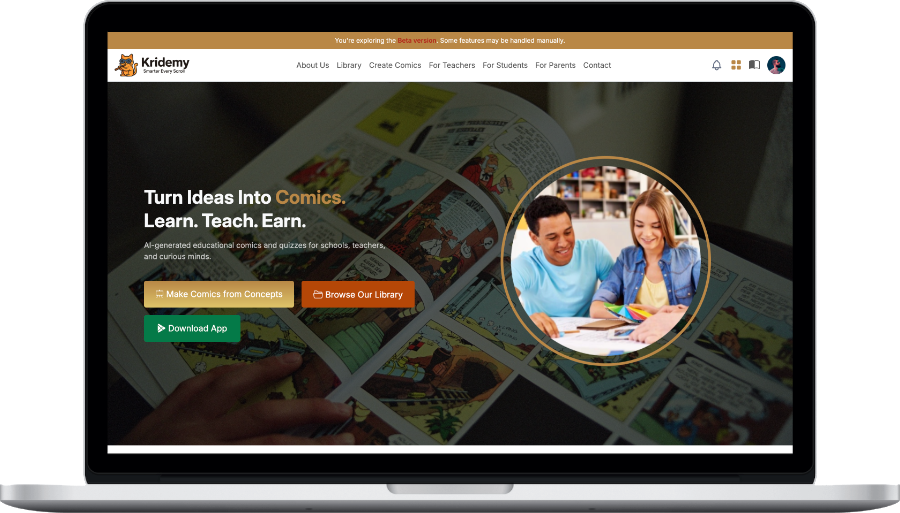 You're exploring the Beta version. Some features may be handled manually.
Kridemy
Smarter Every Scroll
About Us Library Create Comics For Teachers For Students For Parents Contact
Turn Ideas Into Comics.
Learn. Teach. Earn.
AI-generated educational comics and quizzes for schools, teachers,
and curious minds.
Make Comics from Concepts
Browse Our Library
Download App